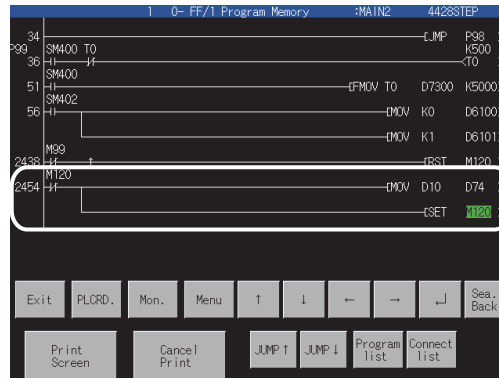 1 0- FF/1 Program Memory :MAIN2 4428STEP
34 JMP P98
P99 SM400 T0 K500
36 T0
SM400
51 FMOV T0 D7300 K5000
SM402
56 MOV K0 D6100
MOV K1 D6101
M99
2438 RST M120
M120
2454 MOV D10 D74
SET M120
Exit PLCRD. Mon. Menu ↑ ↓ ← → ↵ Sea. Back
Print Screen Cancel Print JUMP↑ JUMP↓ Program list Connect list